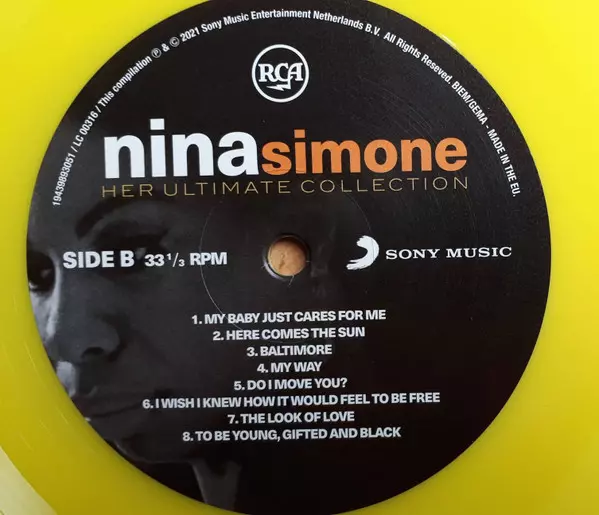 19439893051 / LC 00316 / This compilation ℗ & © 2021 Sony Music Entertainment Netherlands B.V. All Rights Reseved. BIEM/GEMA - MADE IN THE EU.
RCA
ninasimone
HER ULTIMATE COLLECTION
SIDE B 33 1/3 RPM
SONY MUSIC
1. MY BABY JUST CARES FOR ME
2. HERE COMES THE SUN
3. BALTIMORE
4. MY WAY
5. DO I MOVE YOU?
6. I WISH I KNEW HOW IT WOULD FEEL TO BE FREE
7. THE LOOK OF LOVE
8. TO BE YOUNG, GIFTED AND BLACK